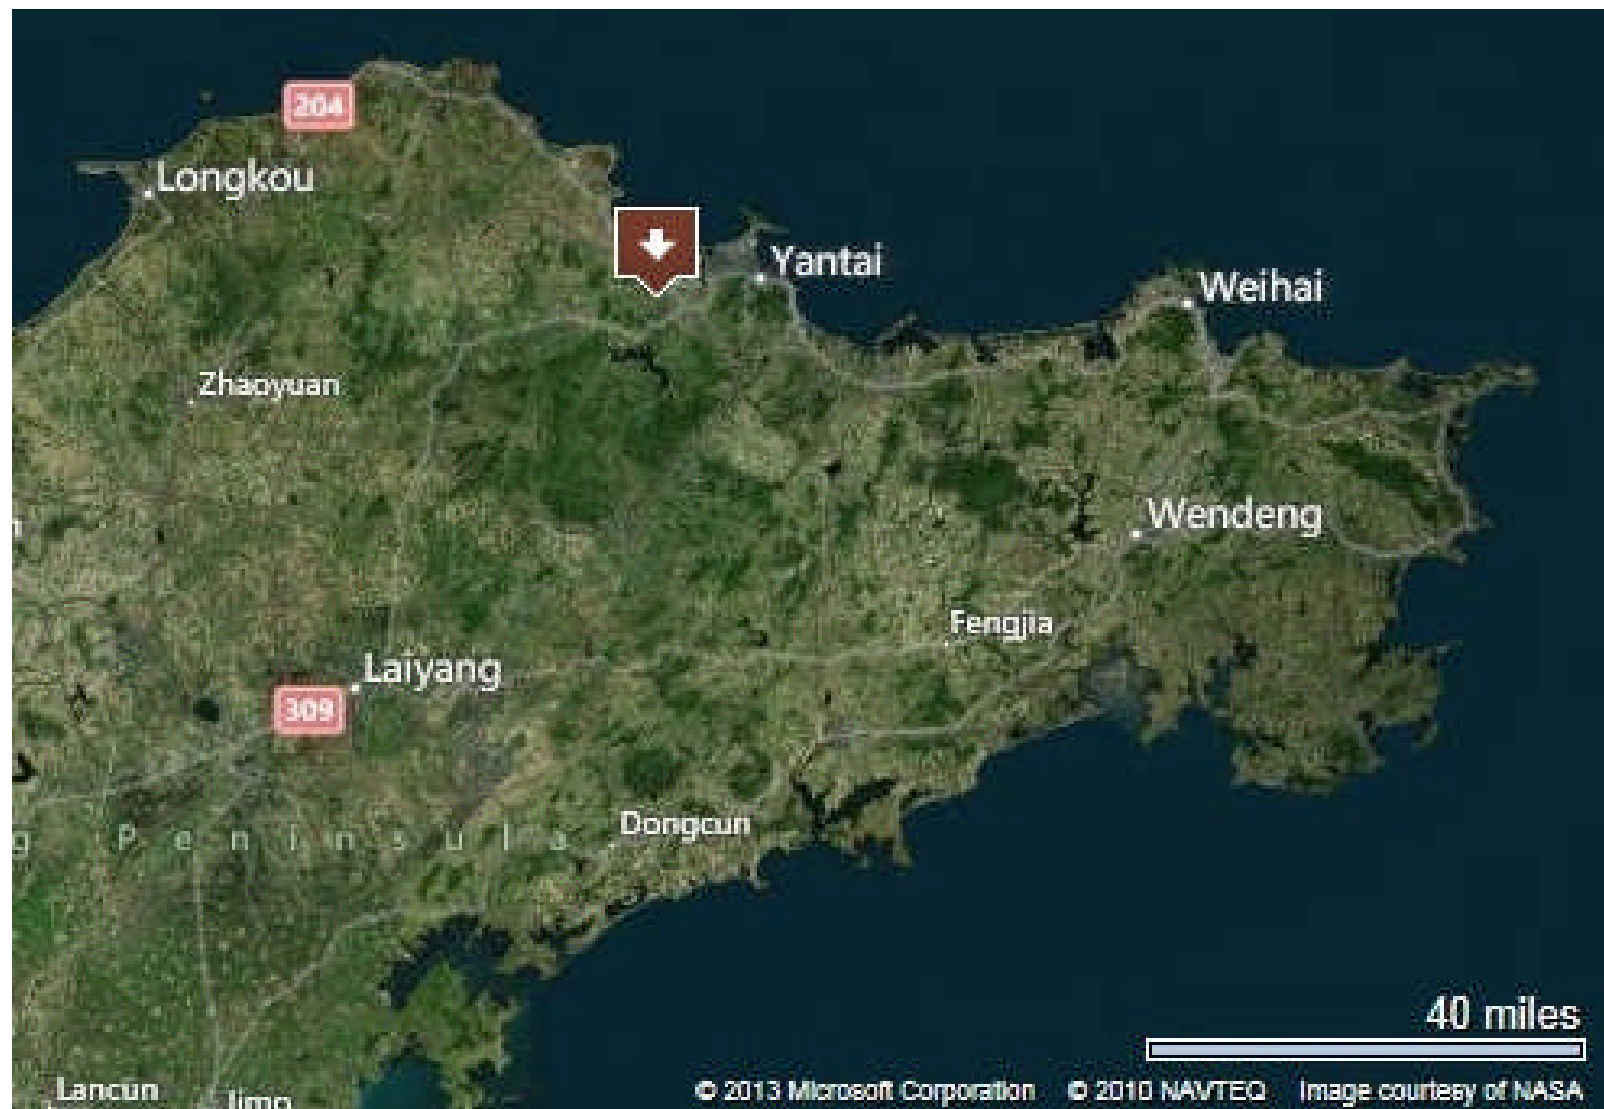 204
Longkou
Yantai
Weihai
Zhaoyuan
Wendeng
Fengjia
Laiyang
309
Dongcun
g Peninsula
40 miles
Lancun
Jimo
© 2013 Microsoft Corporation © 2010 NAVTEQ Image courtesy of NASA